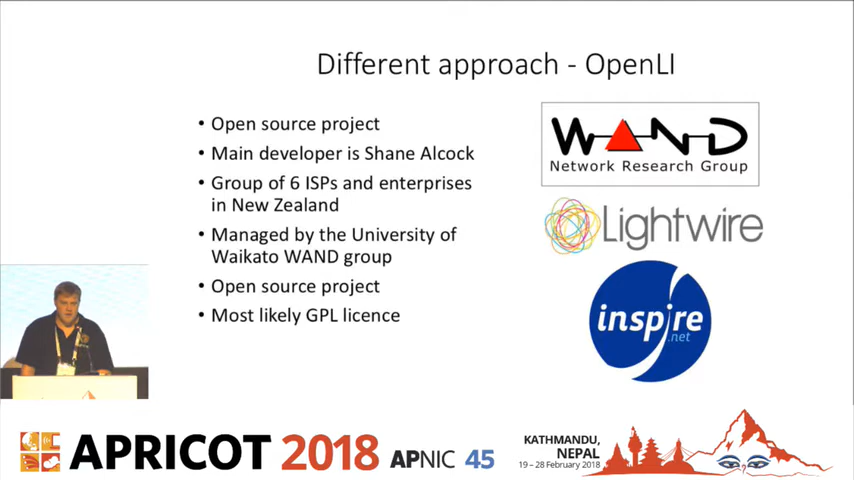 Different approach - OpenLI
• Open source project
• Main developer is Shane Alcock
• Group of 6 ISPs and enterprises
in New Zealand
• Managed by the University of
Waikato WAND group
• Open source project
• Most likely GPL licence
WAND
Network Research Group
Lightwire
inspire
.net
APRICOT 2018
APNIC 45
KATHMANDU,
NEPAL
19 – 28 February 2018